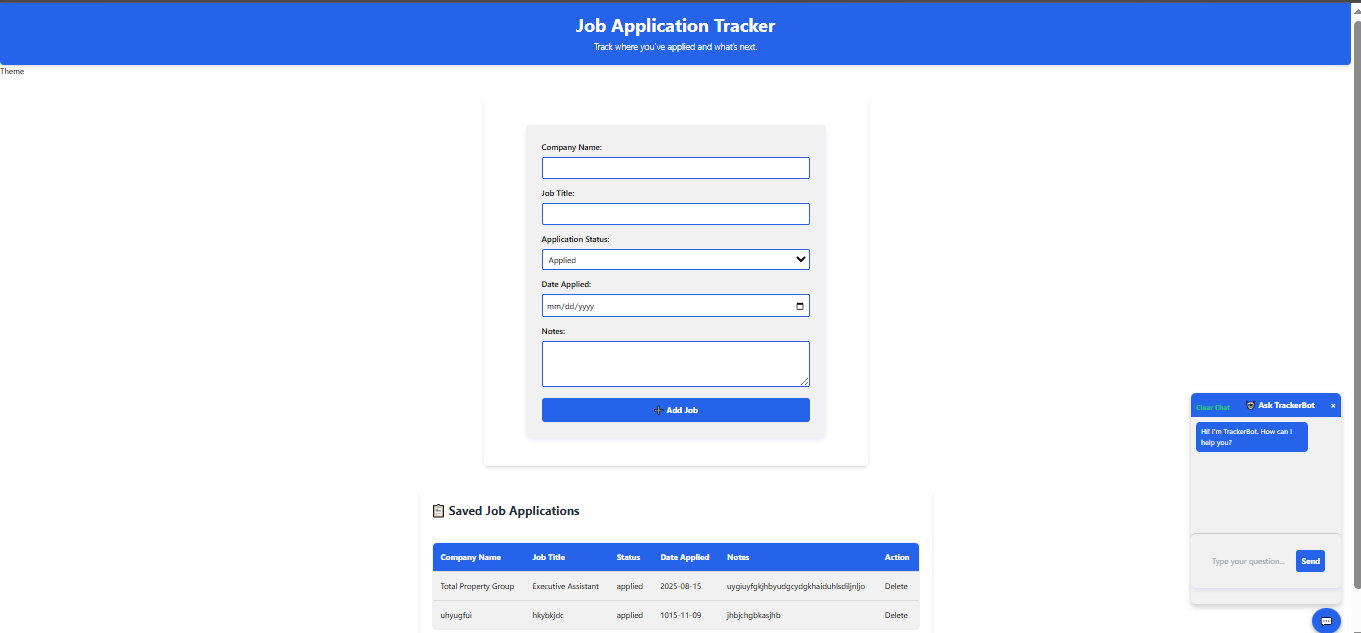 Job Application Tracker
Track where you've applied and what's next.
Theme
Company Name:
Job Title:
Application Status:
Applied
Date Applied:
mm/dd/yyyy
Notes:
➕ Add Job
Clear Chat Ask TrackerBot ×
Hi! I'm TrackerBot. How can I
help you?
Type your question... Send
📋 Saved Job Applications
Company Name Job Title Status Date Applied Notes Action
Total Property Group Executive Assistant applied 2025-08-15 uygiuyfgkjhbyudgcydgkhaiduhlsdiljnljo Delete
uhyugfui hkybkjdc applied 1015-11-09 jhbjchgbkasjhb Delete